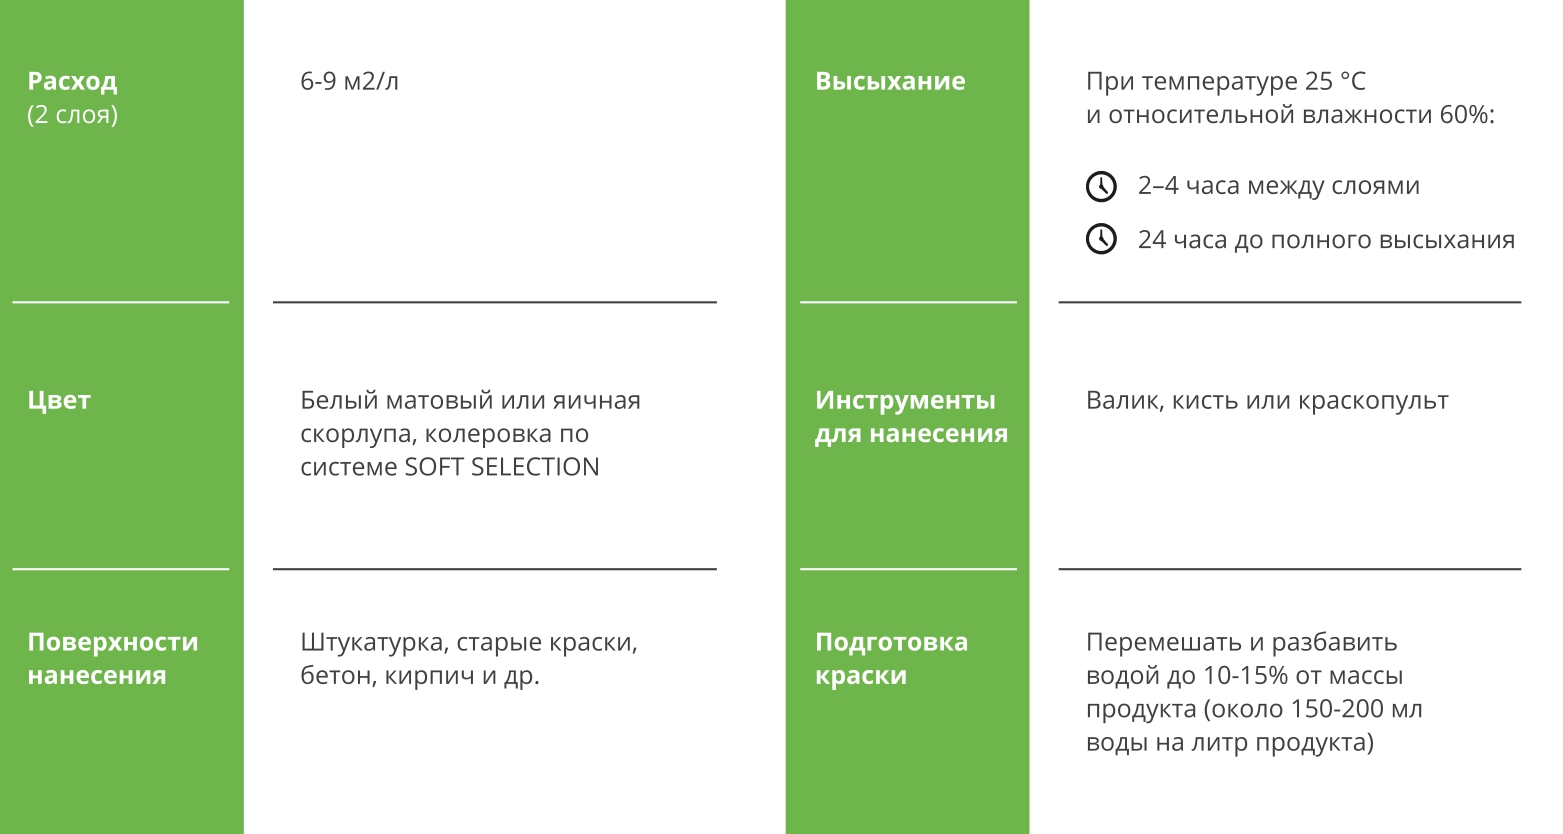 Расход
(2 слоя)
6-9 м2/л
Высыхание
При температуре 25 °C
и относительной влажности 60%:
2–4 часа между слоями
24 часа до полного высыхания
Цвет
Белый матовый или яичная
скорлупа, колеровка по
системе SOFT SELECTION
Инструменты
для нанесения
Валик, кисть или краскопульт
Поверхности
нанесения
Штукатурка, старые краски,
бетон, кирпич и др.
Подготовка
краски
Перемешать и разбавить
водой до 10-15% от массы
продукта (около 150-200 мл
воды на литр продукта)